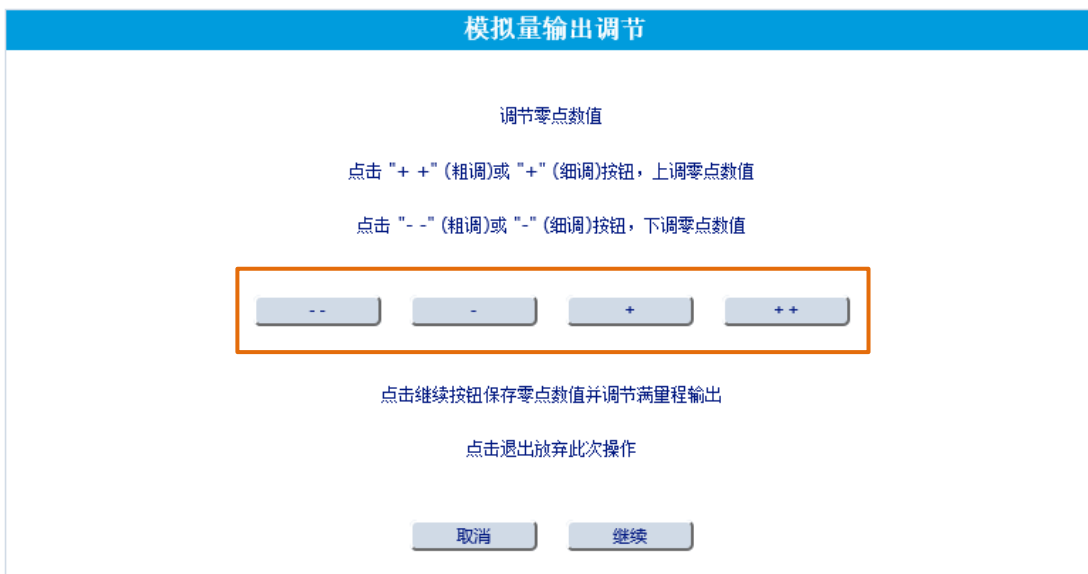 模拟量输出调节
调节零点数值
点击 "+ +" (粗调)或 "+" (细调)按钮，上调零点数值
点击 "- -" (粗调)或 "-" (细调)按钮，下调零点数值
- - - + + +
点击继续按钮保存零点数值并调节满里程输出
点击退出放弃此次操作
取消 继续